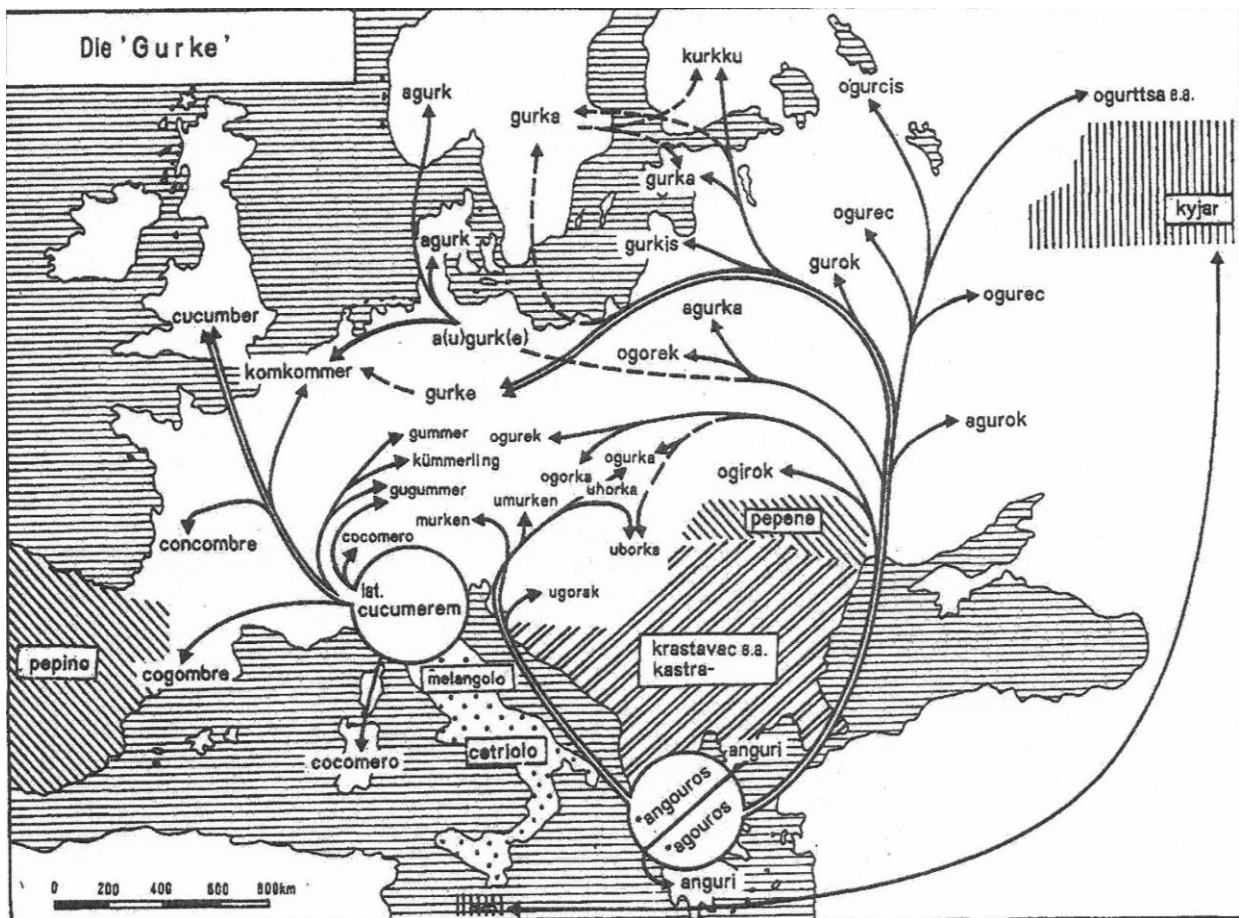 Die 'Gurke'
kurkku
agurk
gurka
ogurcis
ogurttsa s.a.
gurka
kyjar
ogurec
agurk
gurkis
gurok
cucumber
agurka
ogurec
a(u)gurk(e)
ogorek
komkommer
gurke
agurok
gummer
ogurek
kümmerling
ogurka
ogirok
ogorka
gugummer
uhorka
umurken
murken
pepene
concombre
cocomero
uborka
lat.
cucumerem
ugorak
krastavac s.a.
kastra-
pepino
cogombre
melangolo
cetriolo
anguri
cocomero
*angouros
*agouros
anguri
0 200 400 600 800km